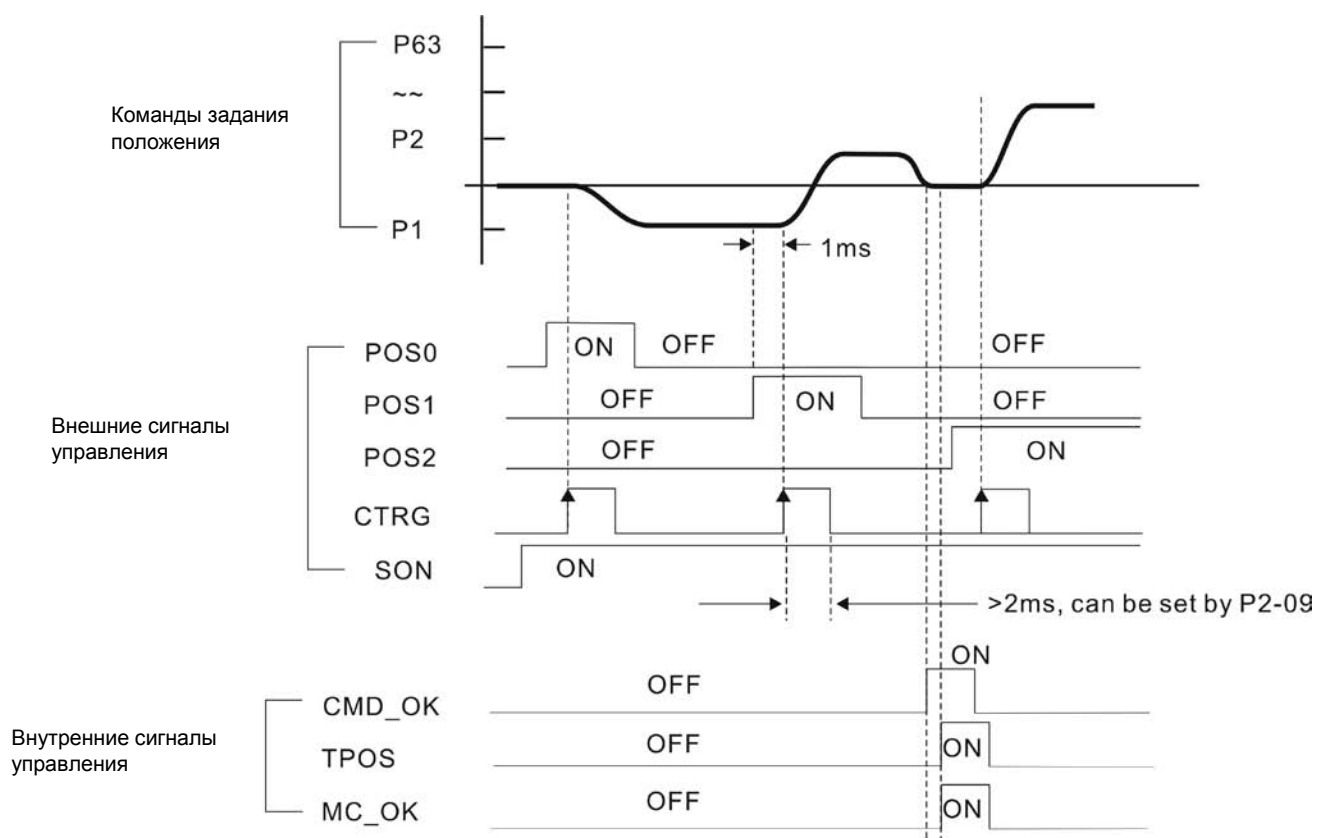 P63
~~
Команды задания
положения
P2
P1
1ms
POS0
ON
OFF
OFF
POS1
OFF
ON
OFF
Внешние сигналы
управления
POS2
OFF
ON
CTRG
SON
ON
>2ms, can be set by P2-09
ON
CMD_OK
OFF
Внутренние сигналы
управления
TPOS
OFF
ON
MC_OK
OFF
ON